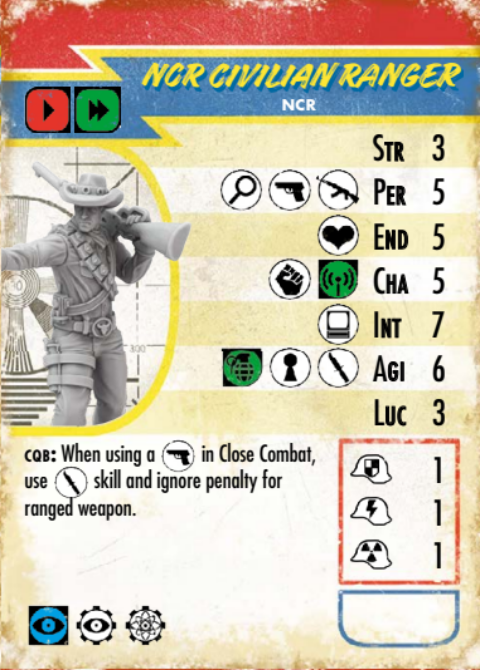 NCR CIVILIAN RANGER
NCR
STR 3
PER 5
END 5
CHA 5
INT 7
AGI 6
LUC 3
300
CQB: When using a in Close Combat,
use skill and ignore penalty for
ranged weapon.
1
1
1